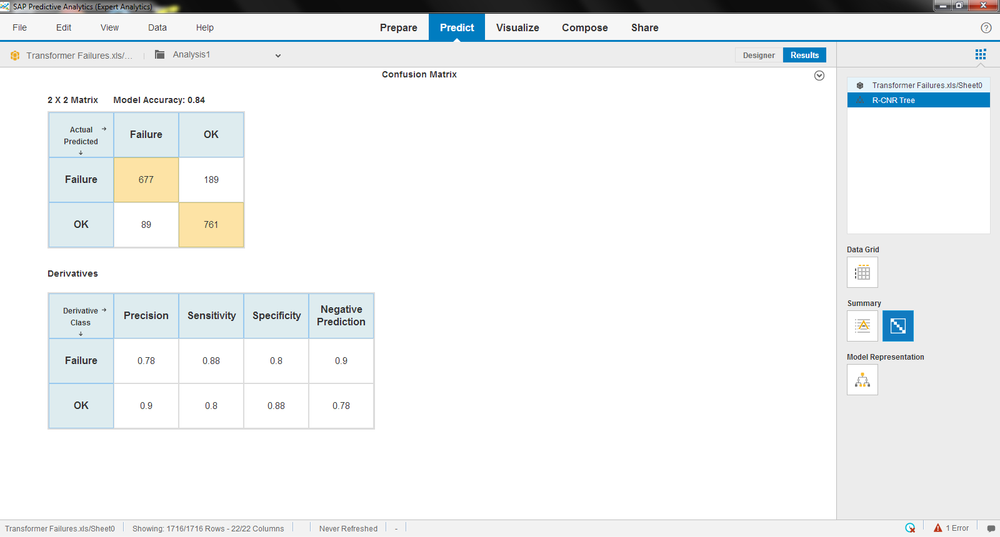 SAP Predictive Analytics (Expert Analytics)
File Edit View Data Help Prepare Predict Visualize Compose Share
Transformer Failures.xls/... Analysis1 Designer Results
Confusion Matrix
Transformer Failures.xls/Sheet0
R-CNR Tree
2 X 2 Matrix Model Accuracy: 0.84
Actual → Failure OK
Predicted
↓
Failure 677 189
OK 89 761
Derivatives
Derivative → Precision Sensitivity Specificity Negative Prediction
Class
↓
Failure 0.78 0.88 0.8 0.9
OK 0.9 0.8 0.88 0.78
Data Grid
Summary
Model Representation
Transformer Failures.xls/Sheet0 Showing: 1716/1716 Rows - 22/22 Columns Never Refreshed - 1 Error